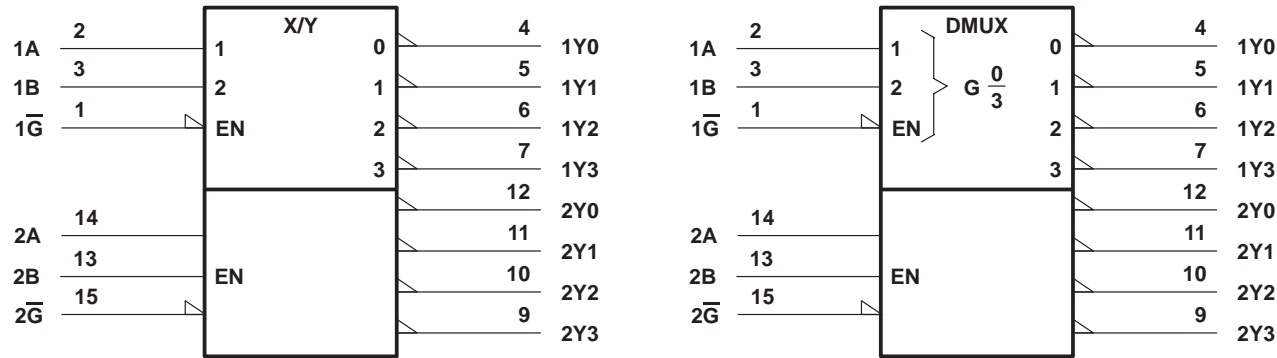 X/Y
1A 2 1 0 4 1Y0
1B 3 2 1 5 1Y1
1G̅ 1 EN 2 6 1Y2
3 7 1Y3
12 2Y0
2A 14 11 2Y1
2B 13 EN 10 2Y2
2G̅ 15 9 2Y3
DMUX
1A 2 1 0 4 1Y0
1B 3 2 G 0/3 1 5 1Y1
1G̅ 1 EN 2 6 1Y2
3 7 1Y3
12 2Y0
2A 14 11 2Y1
2B 13 EN 10 2Y2
2G̅ 15 9 2Y3